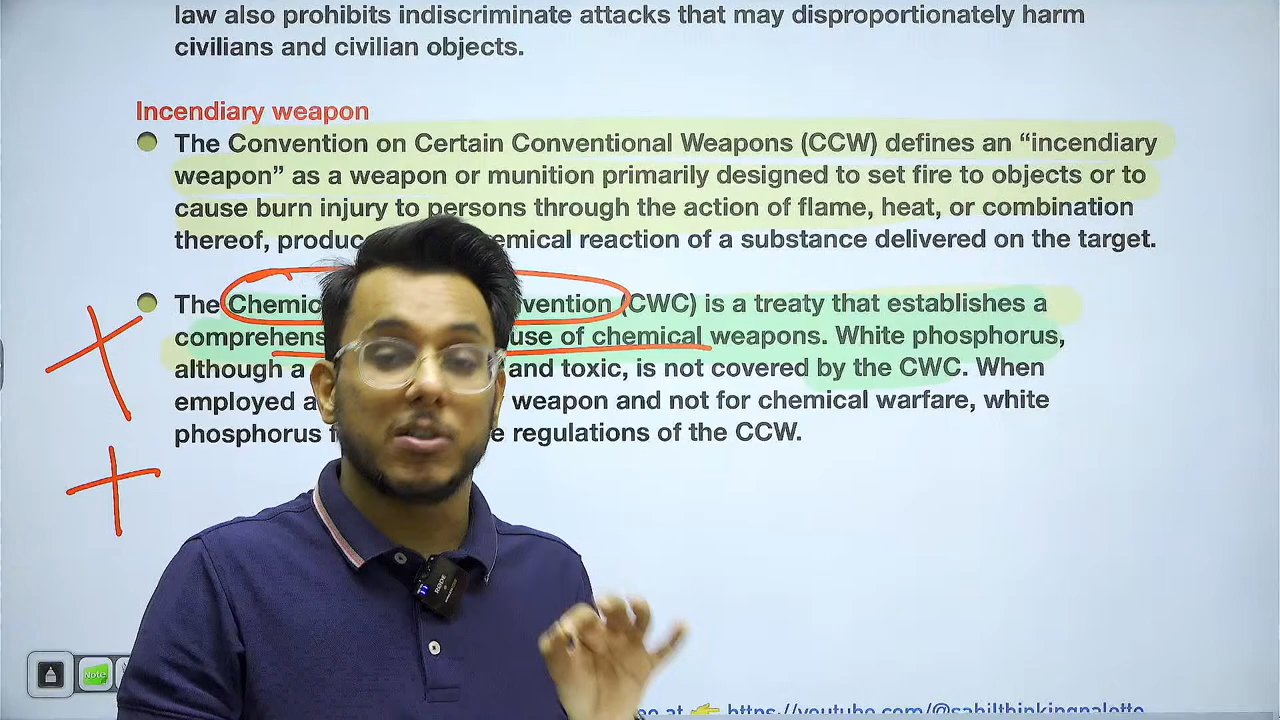 law also prohibits indiscriminate attacks that may disproportionately harm
civilians and civilian objects.
Incendiary weapon
The Convention on Certain Conventional Weapons (CCW) defines an “incendiary
weapon” as a weapon or munition primarily designed to set fire to objects or to
cause burn injury to persons through the action of flame, heat, or combination
thereof, emical reaction of a substance delivered on the target.
The (CWC) is a treaty that establishes a
use of chemical weapons. White phosphorus,
although a and toxic, is not covered by the CWC. When
employed weapon and not for chemical warfare, white
phosphorus regulations of the CCW.
Note
RØDE
at 👉 https://youtube.com/@sahilthinkingpalette